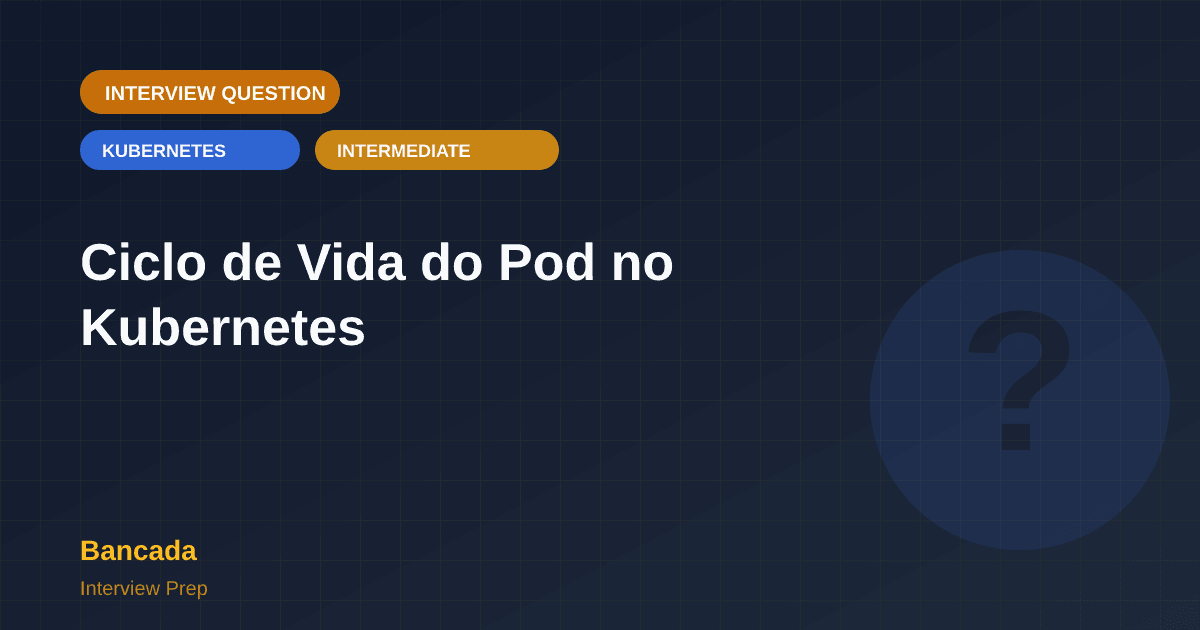 INTERVIEW QUESTION
KUBERNETES
INTERMEDIATE
Ciclo de Vida do Pod no
Kubernetes
?
Bancada
Interview Prep